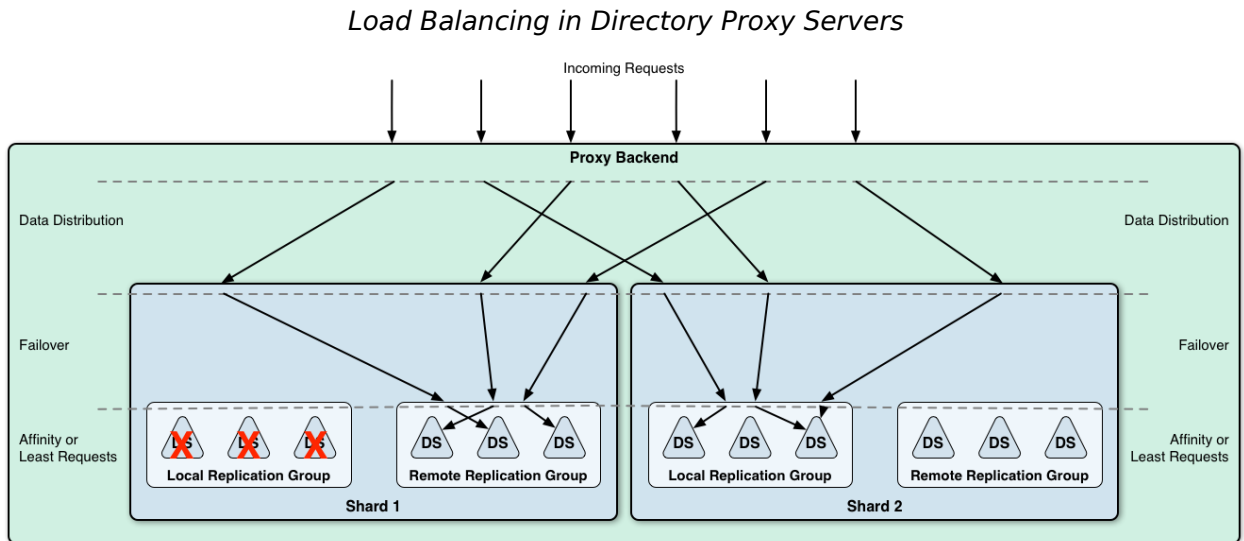 Load Balancing in Directory Proxy Servers
Incoming Requests
Proxy Backend
Data Distribution
Data Distribution
Failover
Failover
Affinity or
Least Requests
DS
DS
DS
Local Replication Group
DS
DS
DS
Remote Replication Group
Shard 1
DS
DS
DS
Local Replication Group
DS
DS
DS
Remote Replication Group
Shard 2
Affinity or
Least Requests